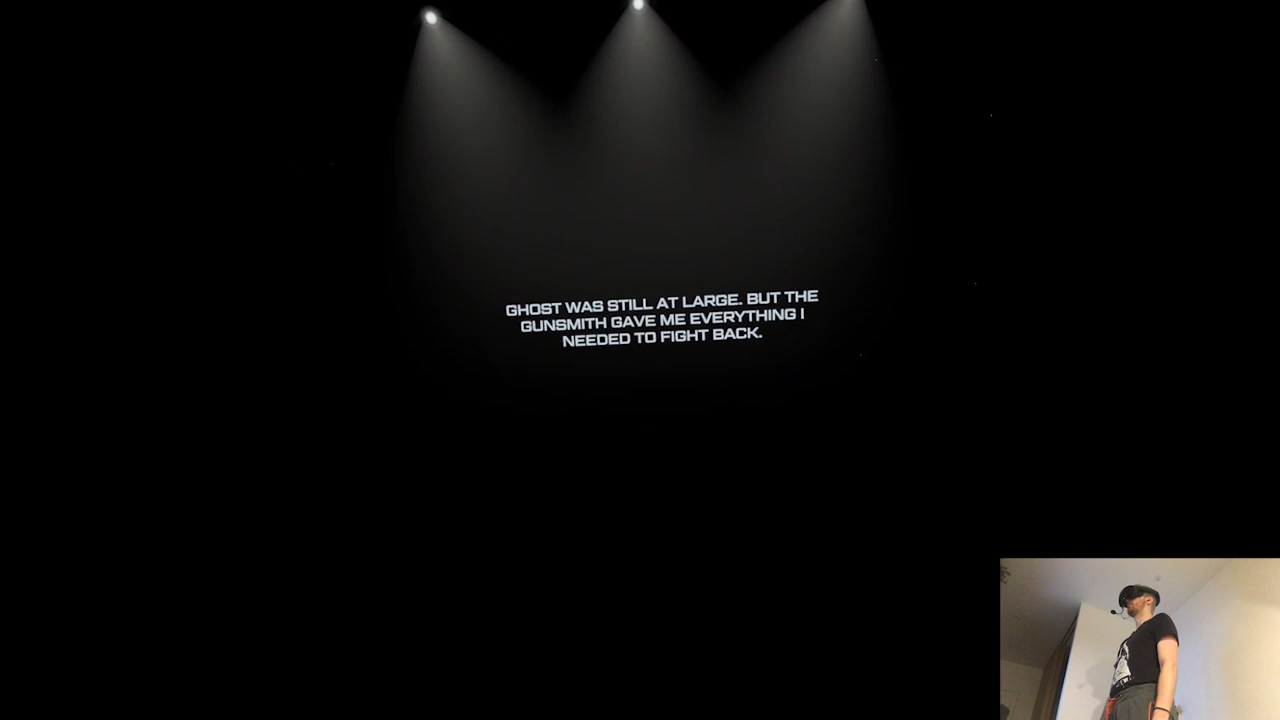 GHOST WAS STILL AT LARGE. BUT THE
GUNSMITH GAVE ME EVERYTHING I
NEEDED TO FIGHT BACK.